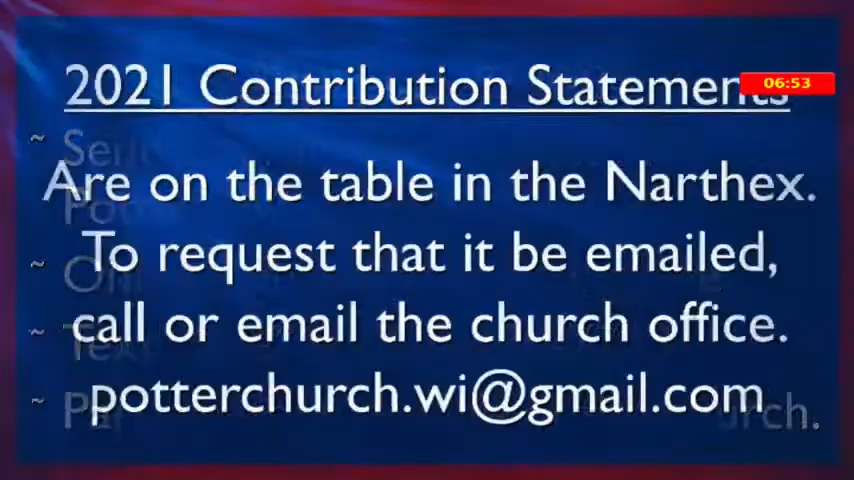 2021 Contribution Statements
06:53
Are on the table in the Narthex.
To request that it be emailed,
call or email the church office.
potterchurch.wi@gmail.com